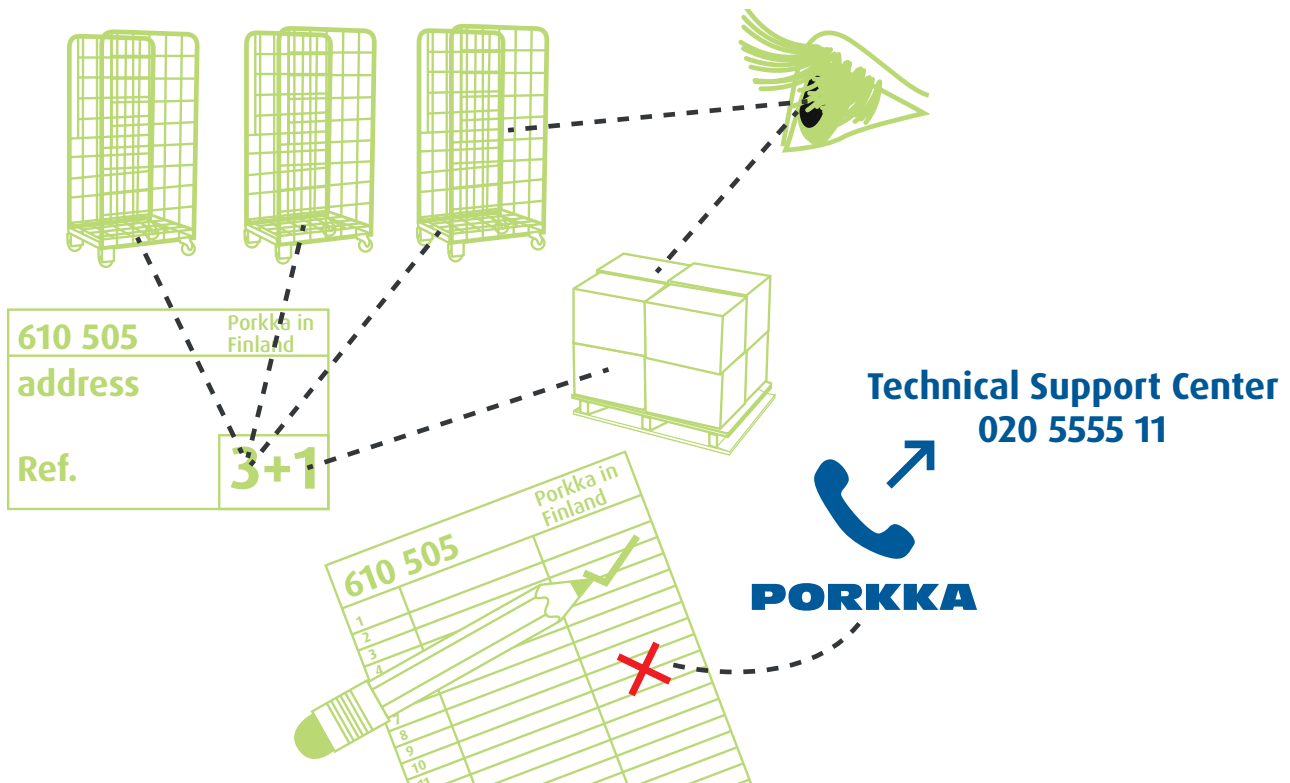 610 505
Porkka in
Finland
address
Ref.
3+1
Technical Support Center
020 5555 11
PORKKA
610 505
Porkka in
Finland
1
2
3
4
7
8
9
10
11